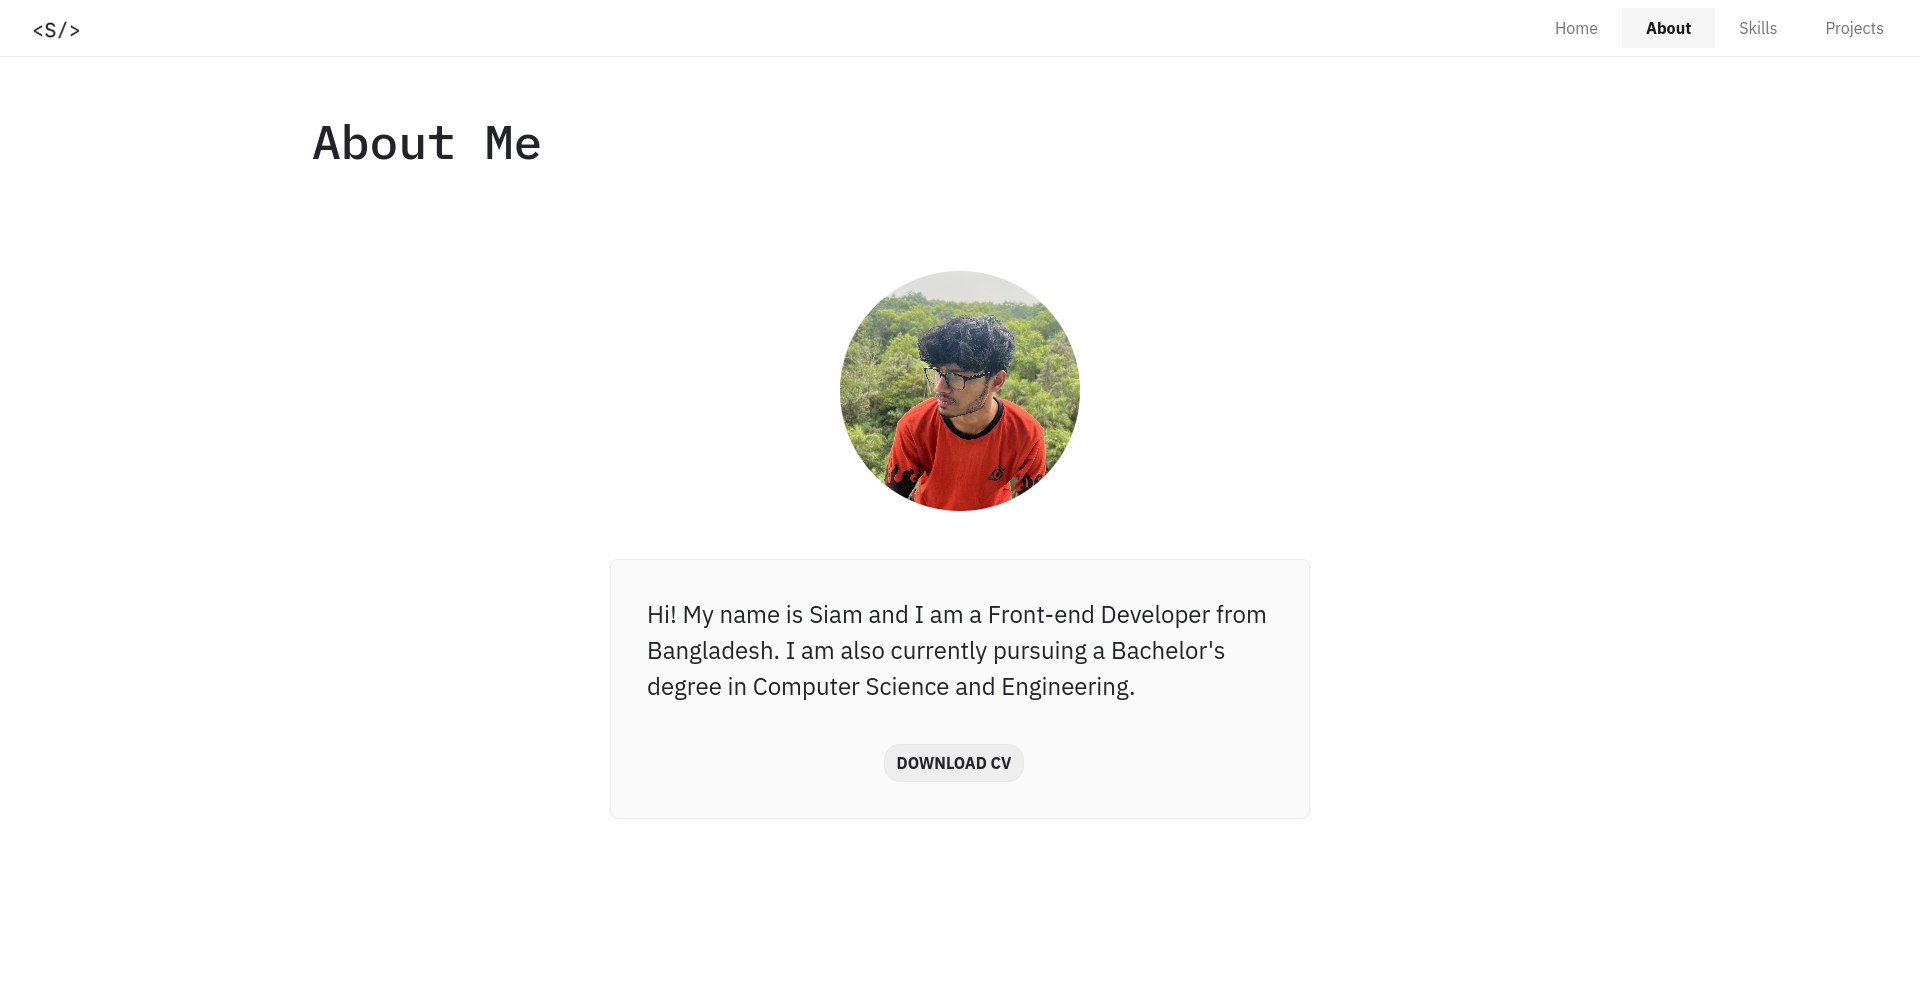 <S/>
Home
About
Skills
Projects
About Me
Hi! My name is Siam and I am a Front-end Developer from
Bangladesh. I am also currently pursuing a Bachelor's
degree in Computer Science and Engineering.
DOWNLOAD CV